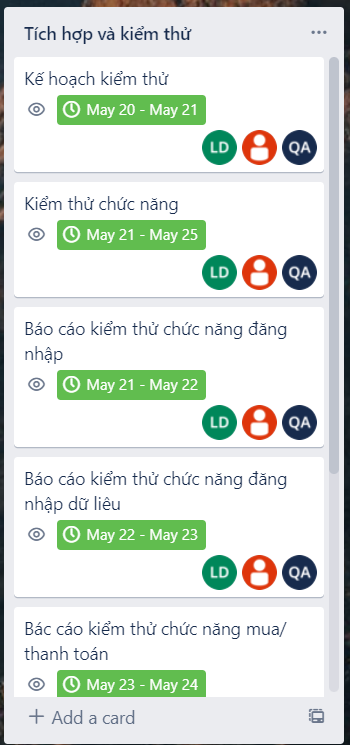 Tích hợp và kiểm thử
Kế hoạch kiểm thử
May 20 - May 21
LD
QA
Kiểm thử chức năng
May 21 - May 25
LD
QA
Báo cáo kiểm thử chức năng đăng
nhập
May 21 - May 22
LD
QA
Báo cáo kiểm thử chức năng đăng
nhập dữ liêu
May 22 - May 23
LD
QA
Bác cáo kiểm thử chức năng mua/
thanh toán
May 23 - May 24
Add a card